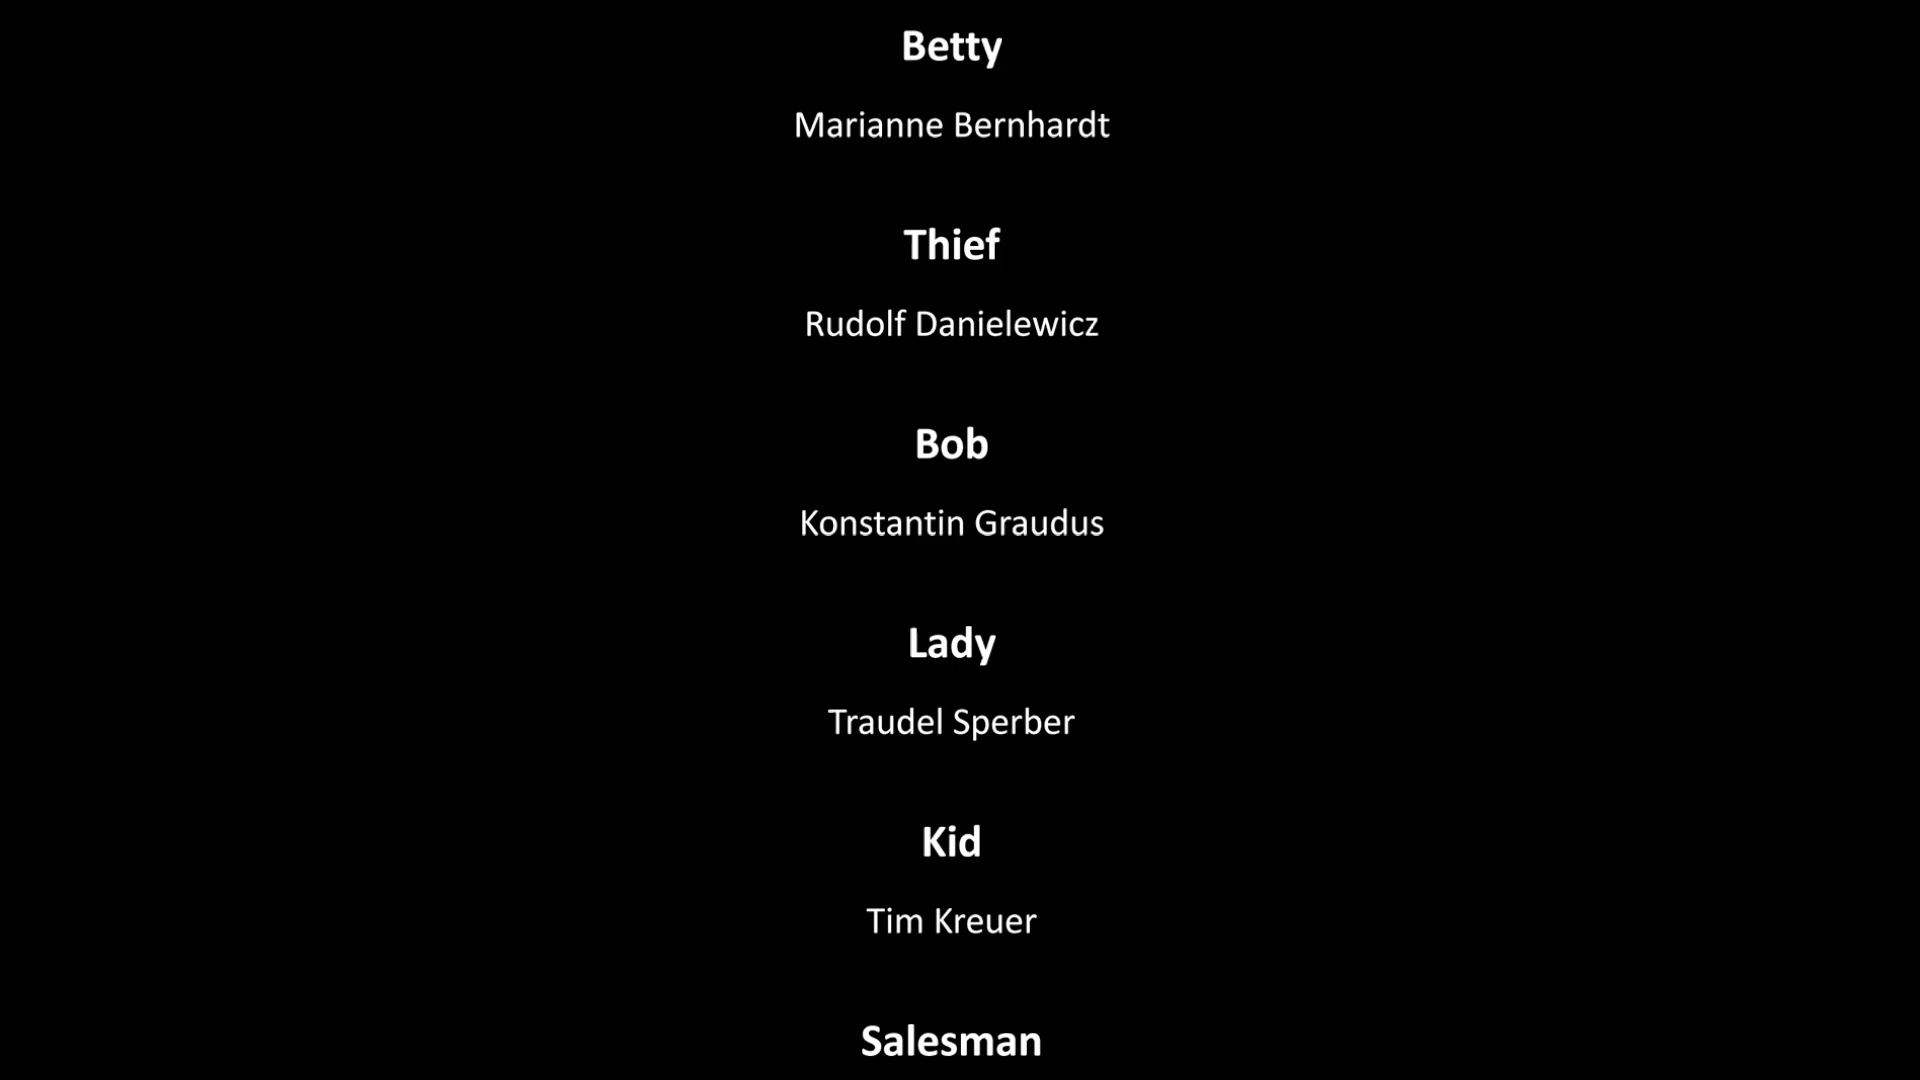 Betty
Marianne Bernhardt
Thief
Rudolf Danielewicz
Bob
Konstantin Graudus
Lady
Traudel Sperber
Kid
Tim Kreuer
Salesman